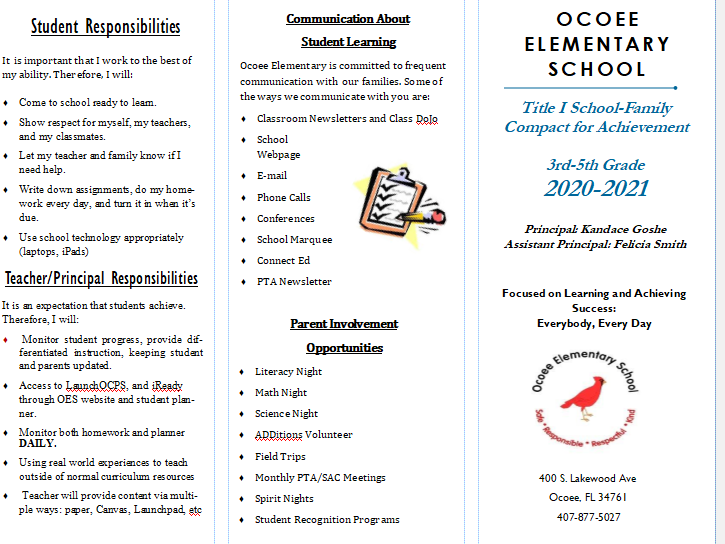 Student Responsibilities
It is important that I work to the best of
my ability. Therefore, I will:
♦ Come to school ready to learn.
♦ Show respect for myself, my teachers,
and my classmates.
♦ Let my teacher and family know if I
need help.
♦ Write down assignments, do my home-
work every day, and turn it in when it’s
due.
♦ Use school technology appropriately
(laptops, iPads)
Teacher/Principal Responsibilities
It is an expectation that students achieve.
Therefore, I will:
♦ Monitor student progress, provide dif-
ferentiated instruction, keeping student
and parents updated.
♦ Access to LaunchOCPS, and iReady
through OES website and student plan-
ner.
♦ Monitor both homework and planner
DAILY.
♦ Using real world experiences to teach
outside of normal curriculum resources
♦ Teacher will provide content via multi-
ple ways: paper, Canvas, Launchpad, etc
Communication About
Student Learning
Ocoee Elementary is committed to frequent
communication with our families. Some of
the ways we communicate with you are:
♦ Classroom Newsletters and Class DoJo
♦ School
Webpage
♦ E-mail
♦ Phone Calls
♦ Conferences
♦ School Marquee
♦ Connect Ed
♦ PTA Newsletter
Parent Involvement
Opportunities
♦ Literacy Night
♦ Math Night
♦ Science Night
♦ ADDitions Volunteer
♦ Field Trips
♦ Monthly PTA/SAC Meetings
♦ Spirit Nights
♦ Student Recognition Programs
OCOEE
ELEMENTARY
SCHOOL
Title I School-Family
Compact for Achievement
3rd-5th Grade
2020-2021
Principal: Kandace Goshe
Assistant Principal: Felicia Smith
Focused on Learning and Achieving
Success:
Everybody, Every Day
Ocoee Elementary School
Safe * Responsible * Respectful * Kind
400 S. Lakewood Ave
Ocoee, FL 34761
407-877-5027